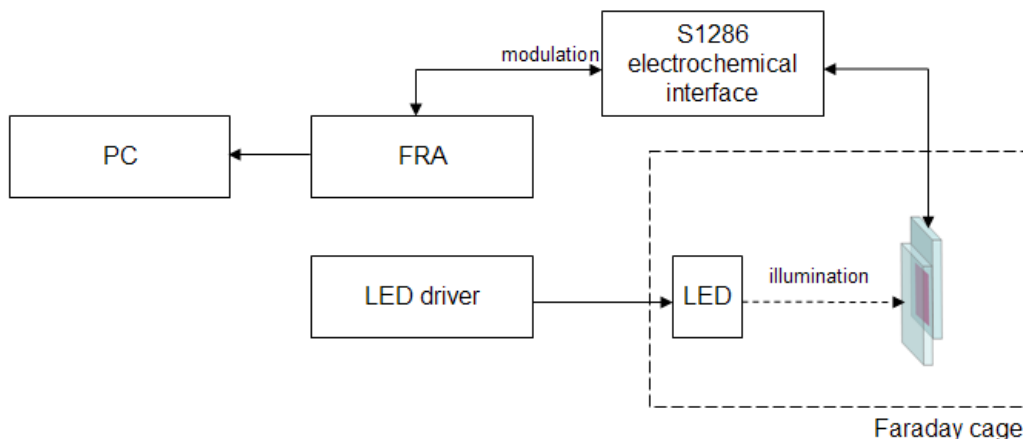 S1286
electrochemical
interface
modulation
PC
FRA
LED driver
LED
illumination
Faraday cage